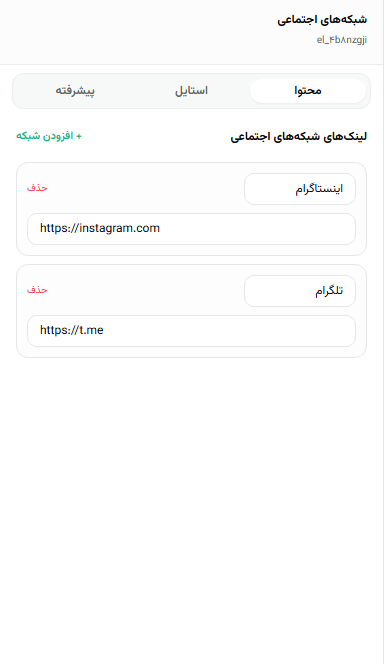 شبکه‌های اجتماعی
el_۴b۸nzgji
محتوا استایل پیشرفته
لینک‌های شبکه‌های اجتماعی + افزودن شبکه
اینستاگرام حذف
https://instagram.com
تلگرام حذف
https://t.me